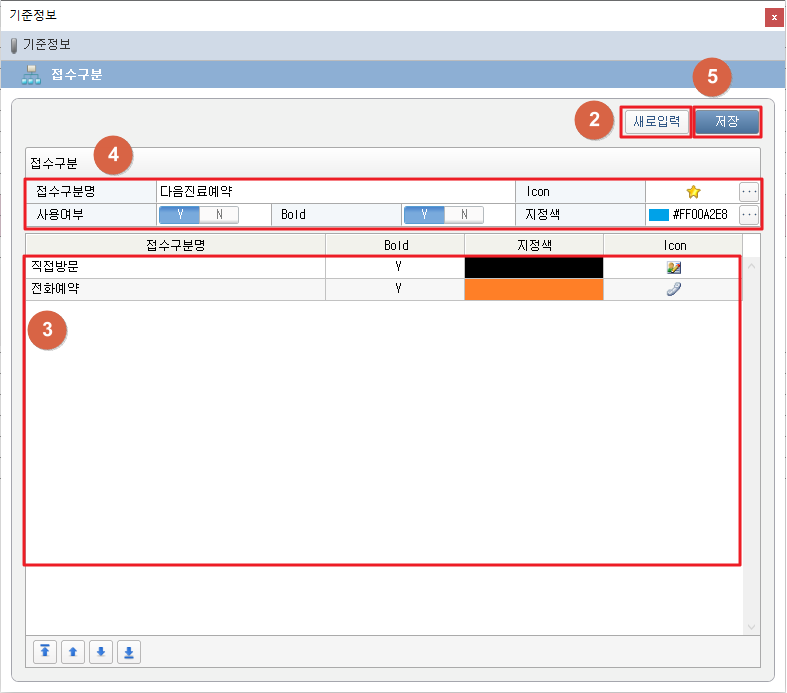 기준정보 x
기준정보
접수구분
5
2 새로입력 저장
4
접수구분
접수구분명 다음진료예약 Icon ...
사용여부 Y N Bold Y N 지정색 #FF00A2E8 ...
접수구분명 Bold 지정색 Icon
직접방문 Y
전화예약 Y
3